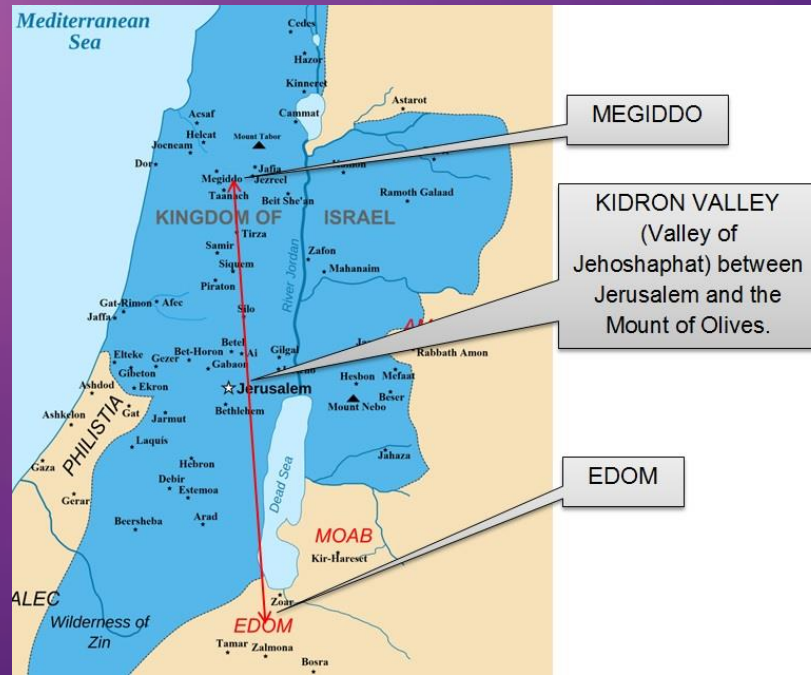 Mediterranean
Sea
Cedes
Hazor
Kinneret
Cammat
Astarot
Acsaf
Helcat
Mount Tabor
Jocneam
Dor
Jafia
Megiddo
Jezreel
Taanach
Beit She'an
Ramoth Galaad
KINGDOM OF ISRAEL
Tirza
Samir
Siquem
Zafon
Mahanaim
Piraton
River Jordan
Gat-Rimon
Afec
Jaffa
Silo
Betel
Ai
Gilgal
Rabbath Amon
Elteke
Gezer
Bet-Horon
Gabaon
Gibeton
Ekron
Hesbon
Mefaat
Ashdod
Jerusalem
Beser
Gat
Bethlehem
Mount Nebo
Ashkelon
Jarmut
PHILISTIA
Laquis
Jahaza
Gaza
Hebron
Dead Sea
Debir
Estemoa
Gerar
Arad
Beersheba
MOAB
Kir-Hareset
ALEC
Zoar
Wilderness of
Zin
EDOM
Tamar
Zalmona
Bosra
MEGIDDO
KIDRON VALLEY
(Valley of
Jehoshaphat) between
Jerusalem and the
Mount of Olives.
EDOM